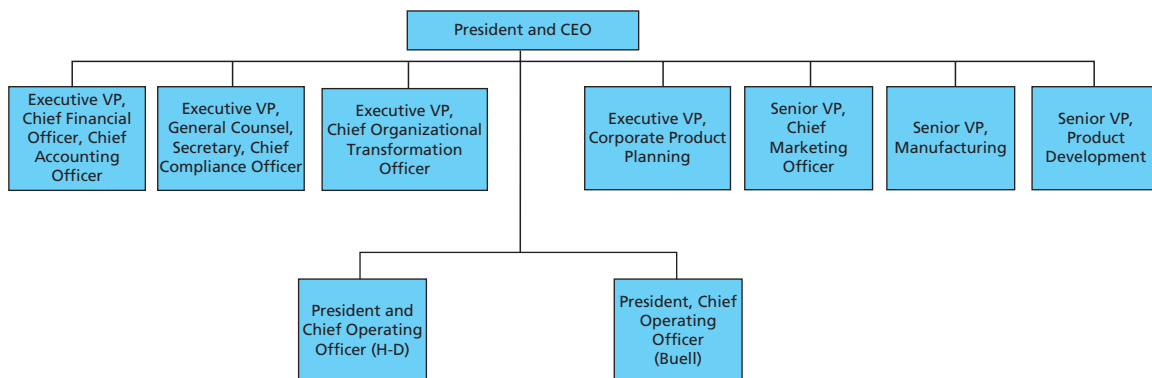 President and CEO
Executive VP,
Chief Financial
Officer, Chief
Accounting
Officer
Executive VP,
General Counsel,
Secretary, Chief
Compliance Officer
Executive VP,
Chief Organizational
Transformation
Officer
Executive VP,
Corporate Product
Planning
Senior VP,
Chief
Marketing
Officer
Senior VP,
Manufacturing
Senior VP,
Product
Development
President and
Chief Operating
Officer (H-D)
President, Chief
Operating
Officer
(Buell)